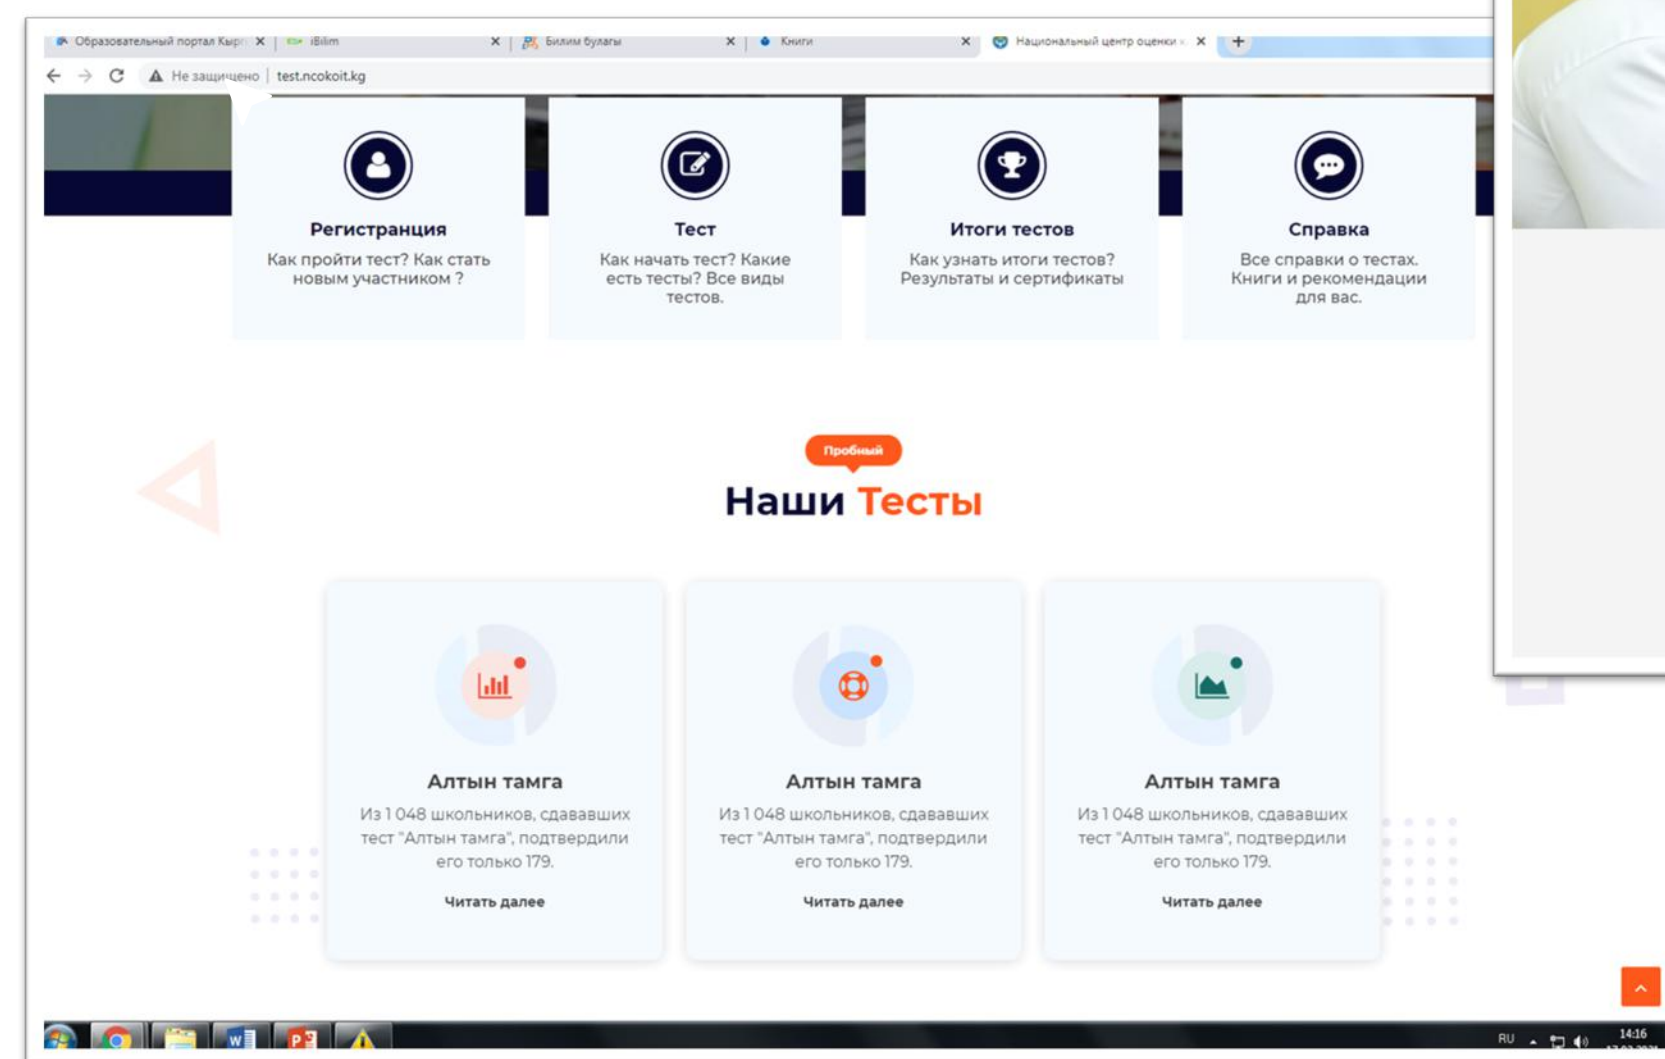 Образовательный портал Кырг iBilim Билим булагы Книги Национальный центр оценки к
Не защищено test.ncokoit.kg
Регистранция
Как пройти тест? Как стать
новым участником ?
Тест
Как начать тест? Какие
есть тесты? Все виды
тестов.
Итоги тестов
Как узнать итоги тестов?
Результаты и сертификаты
Справка
Все справки о тестах.
Книги и рекомендации
для вас.
Пробный
Наши Тесты
Алтын тамга
Из 1 048 школьников, сдававших
тест "Алтын тамга", подтвердили
его только 179.
Читать далее
Алтын тамга
Из 1 048 школьников, сдававших
тест "Алтын тамга", подтвердили
его только 179.
Читать далее
Алтын тамга
Из 1 048 школьников, сдававших
тест "Алтын тамга", подтвердили
его только 179.
Читать далее
RU 14:16